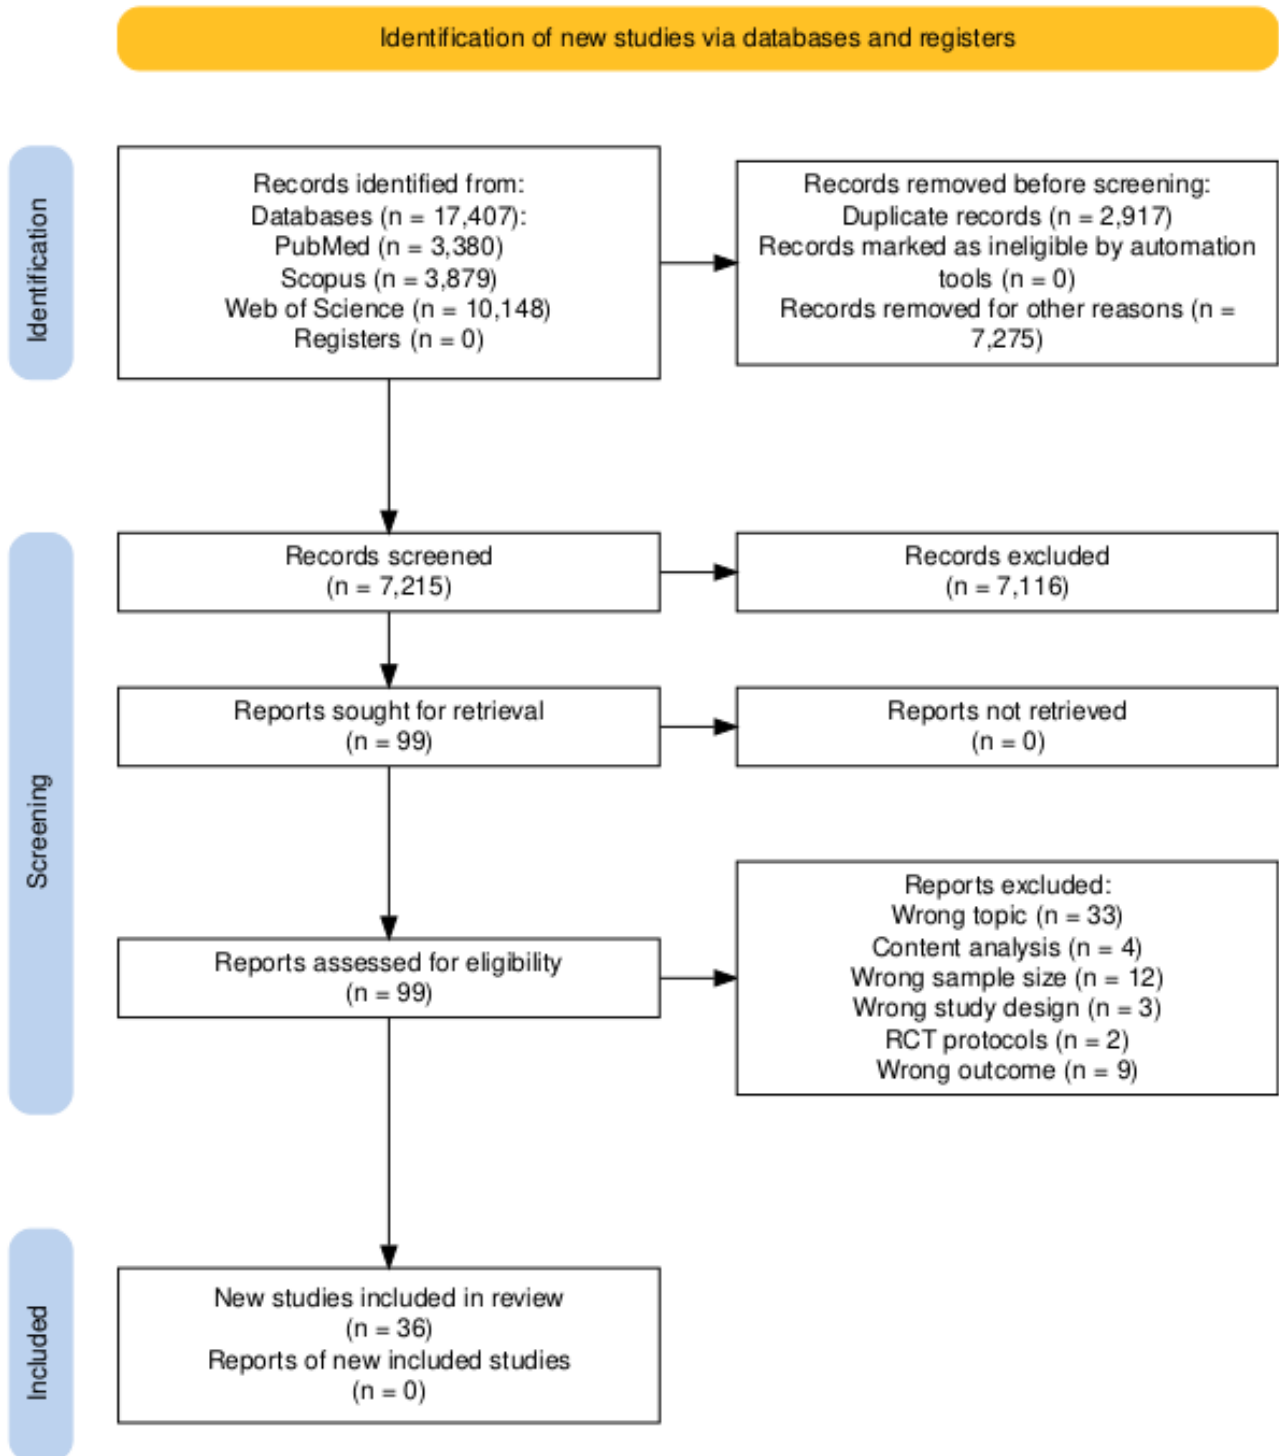 Identification of new studies via databases and registers
Identification
Records identified from:
Databases (n = 17,407):
PubMed (n = 3,380)
Scopus (n = 3,879)
Web of Science (n = 10,148)
Registers (n = 0)
Records removed before screening:
Duplicate records (n = 2,917)
Records marked as ineligible by automation
tools (n = 0)
Records removed for other reasons (n =
7,275)
Screening
Records screened
(n = 7,215)
Records excluded
(n = 7,116)
Reports sought for retrieval
(n = 99)
Reports not retrieved
(n = 0)
Reports assessed for eligibility
(n = 99)
Reports excluded:
Wrong topic (n = 33)
Content analysis (n = 4)
Wrong sample size (n = 12)
Wrong study design (n = 3)
RCT protocols (n = 2)
Wrong outcome (n = 9)
Included
New studies included in review
(n = 36)
Reports of new included studies
(n = 0)